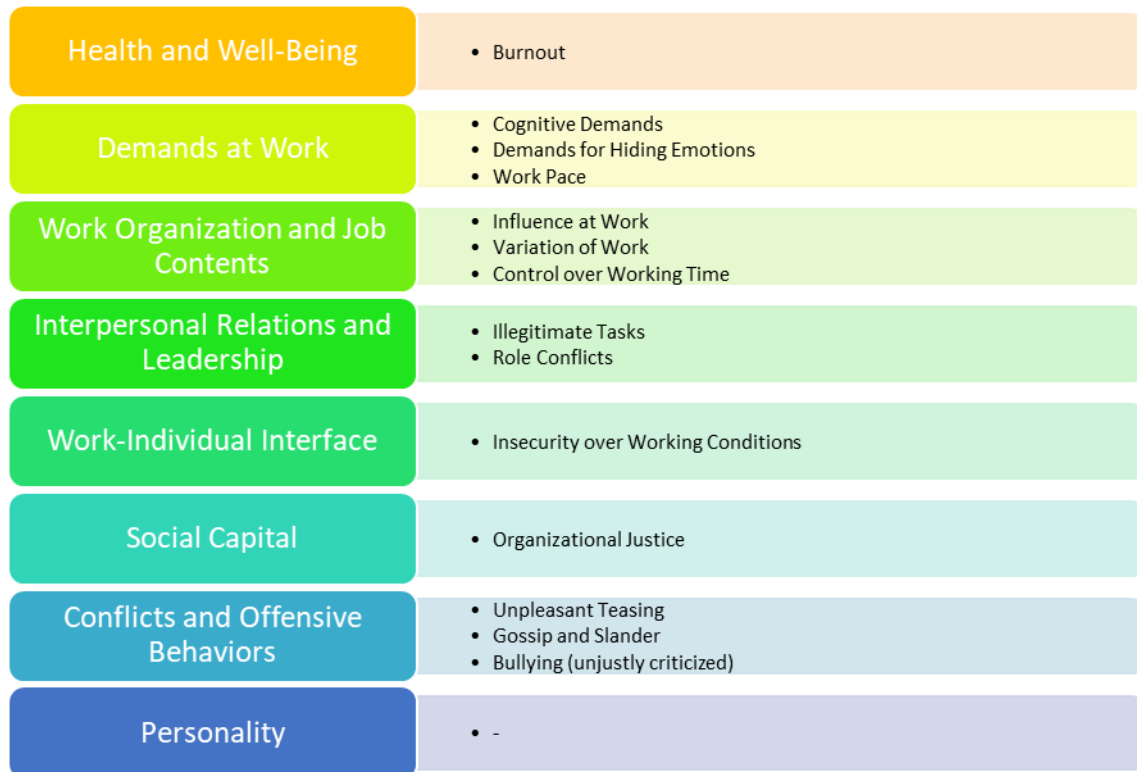 Health and Well-Being
• Burnout
Demands at Work
• Cognitive Demands
• Demands for Hiding Emotions
• Work Pace
Work Organization and Job
Contents
• Influence at Work
• Variation of Work
• Control over Working Time
Interpersonal Relations and
Leadership
• Illegitimate Tasks
• Role Conflicts
Work-Individual Interface
• Insecurity over Working Conditions
Social Capital
• Organizational Justice
Conflicts and Offensive
Behaviors
• Unpleasant Teasing
• Gossip and Slander
• Bullying (unjustly criticized)
Personality
• -